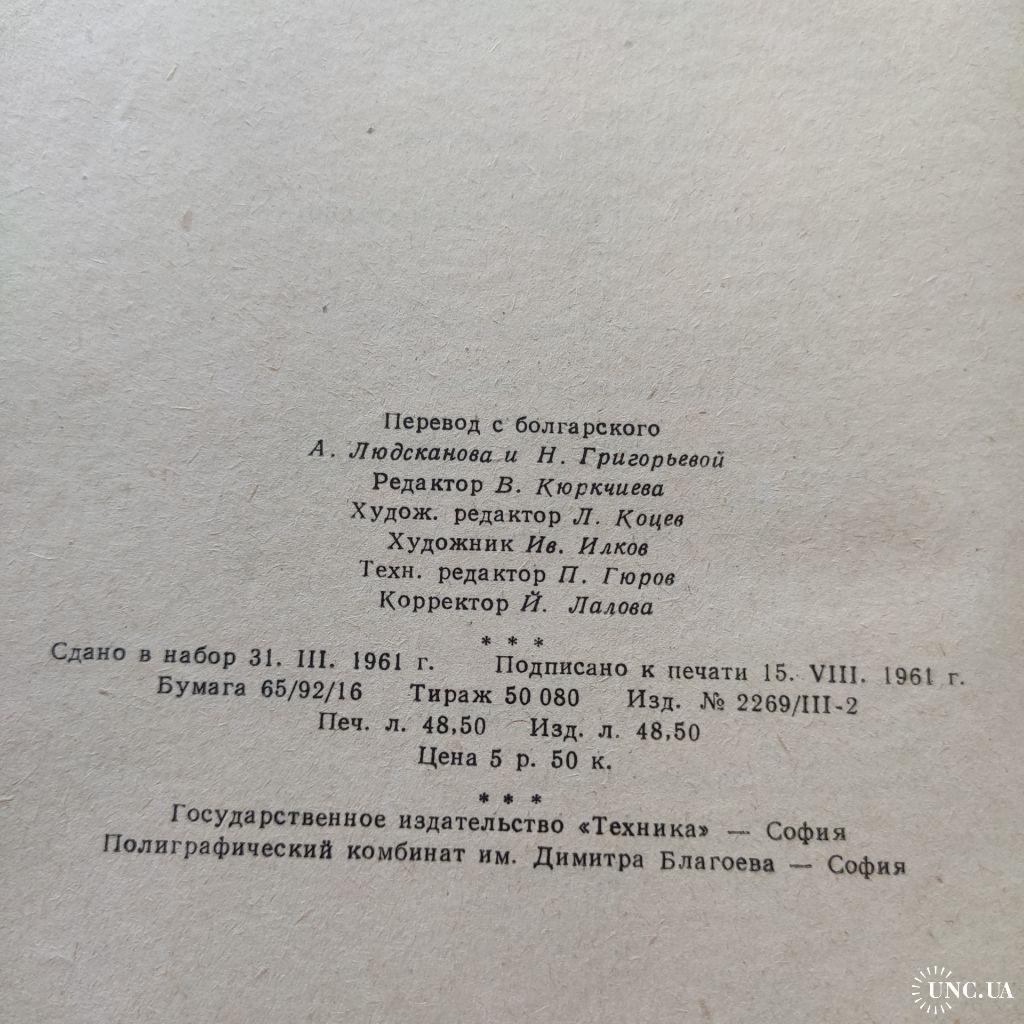 Перевод с болгарского
А. Людсканова и Н. Григорьевой
Редактор В. Кюркчиева
Худож. редактор Л. Коцев
Художник Ив. Илков
Техн. редактор П. Гюров
Корректор Й. Лалова
* * *
Сдано в набор 31. III. 1961 г. Подписано к печати 15. VIII. 1961 г.
Бумага 65/92/16 Тираж 50 080 Изд. № 2269/III-2
Печ. л. 48,50 Изд. л. 48,50
Цена 5 р. 50 к.
* * *
Государственное издательство «Техника» — София
Полиграфический комбинат им. Димитра Благоева — София
UNC.UA